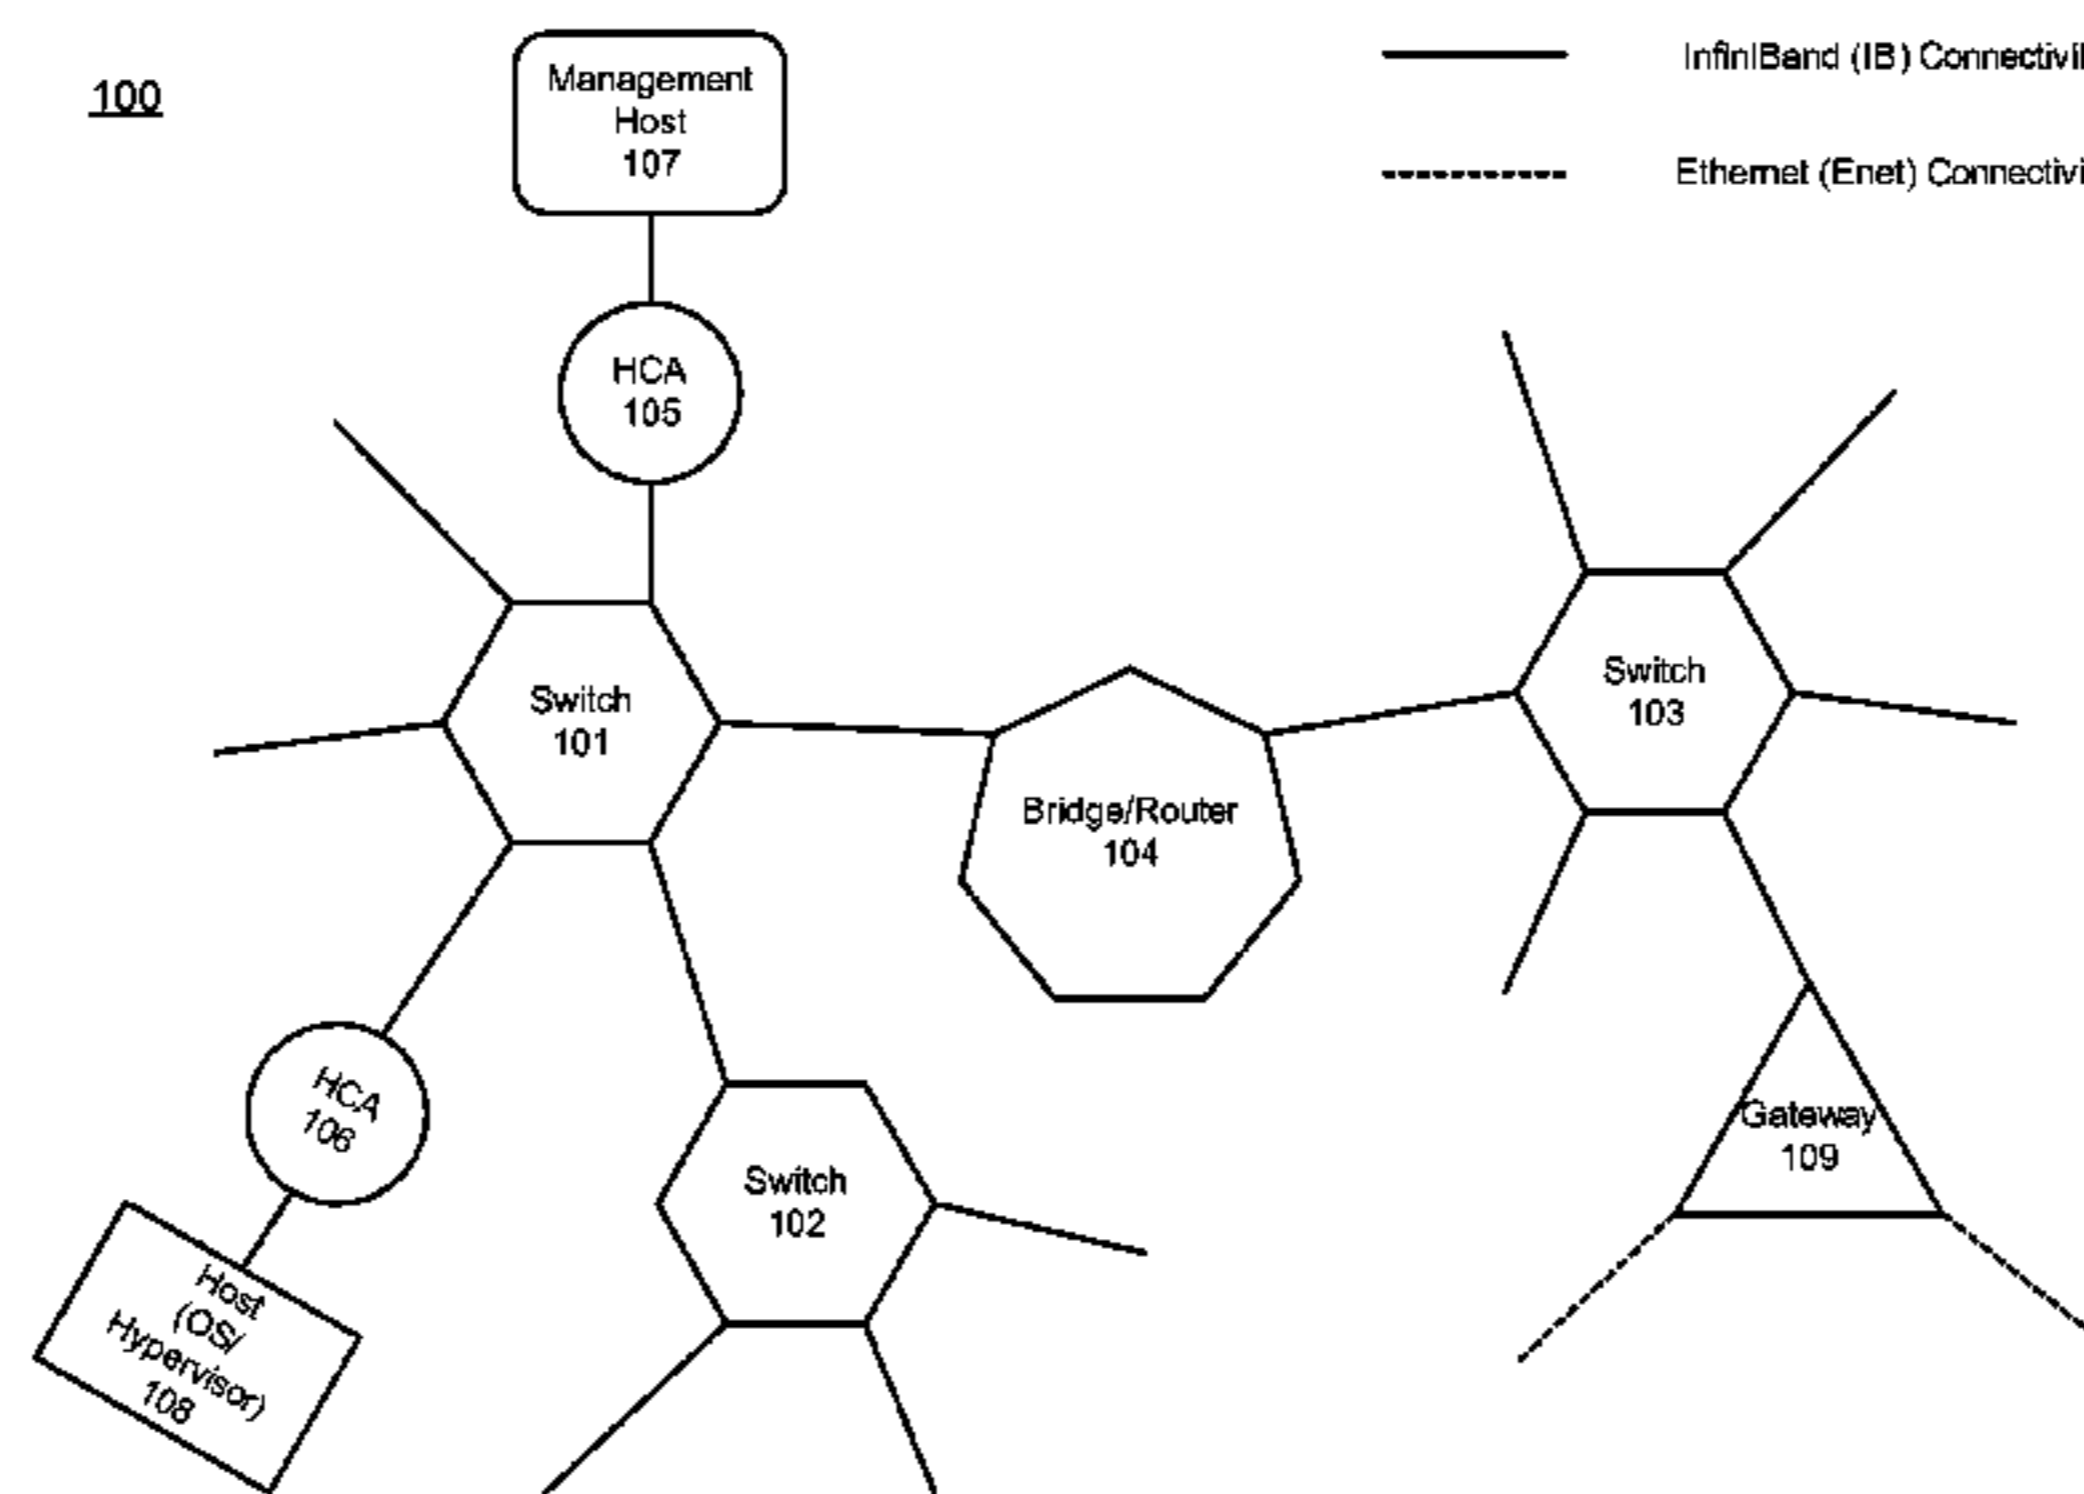 100
Management
Host
107
InfiniBand (IB) Connectivi
Ethernet (Enet) Connectivi
HCA
105
Switch
101
Switch
103
Bridge/Router
104
HCA
106
Switch
102
Gateway
109
Host
(OS/
Hypervisor)
108